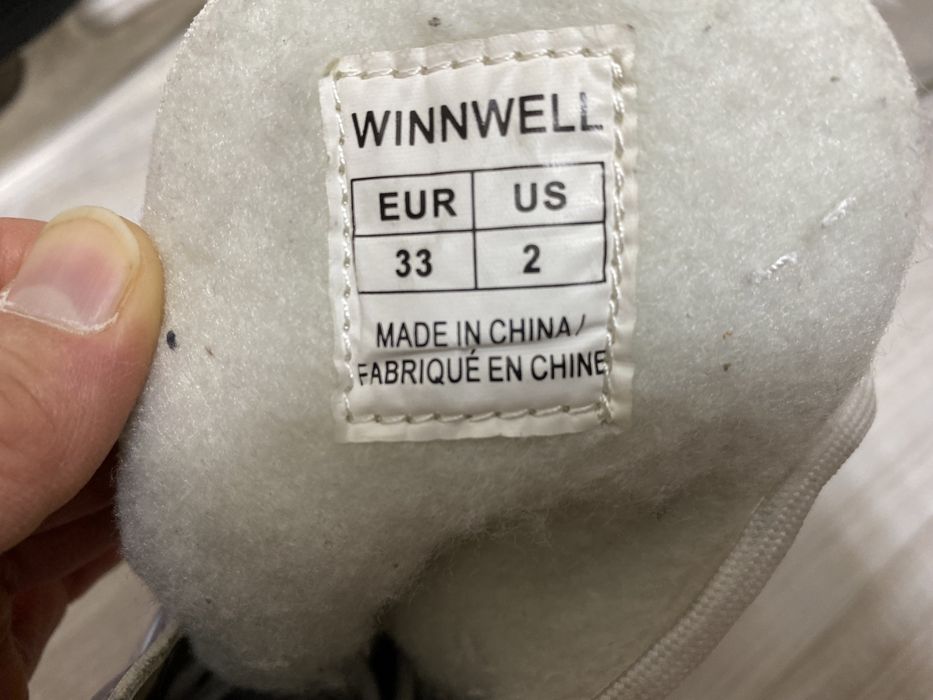 WINNWELL
EUR US
33 2
MADE IN CHINA/
FABRIQUÉ EN CHINE